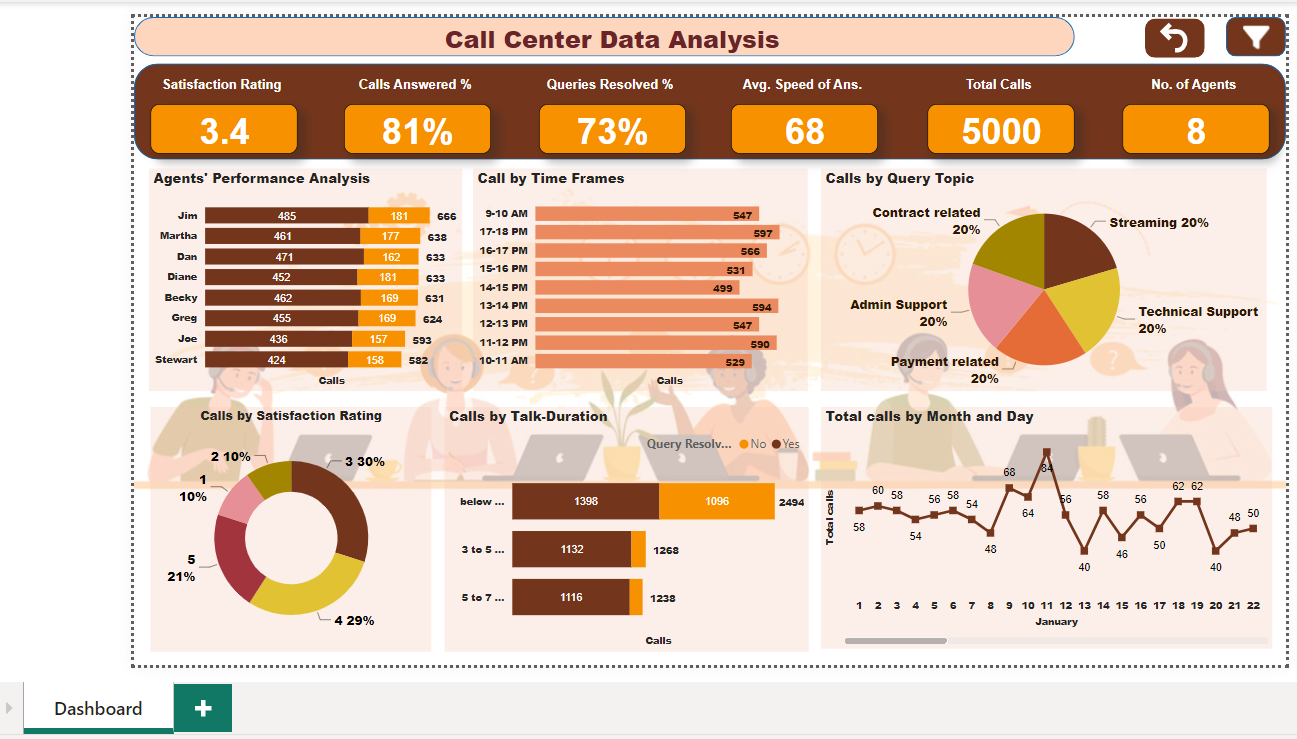 Call Center Data Analysis
Satisfaction Rating
3.4
Calls Answered %
81%
Queries Resolved %
73%
Avg. Speed of Ans.
68
Total Calls
5000
No. of Agents
8
Agents' Performance Analysis
Jim 485 181 666
Martha 461 177 638
Dan 471 162 633
Diane 452 181 633
Becky 462 169 631
Greg 455 169 624
Joe 436 157 593
Stewart 424 158 582
Calls
Call by Time Frames
9-10 AM 547
17-18 PM 597
16-17 PM 566
15-16 PM 531
14-15 PM 499
13-14 PM 594
12-13 PM 547
11-12 PM 590
10-11 AM 529
Calls
Calls by Query Topic
Contract related
20%
Streaming 20%
Admin Support
20%
Technical Support
20%
Payment related
20%
Calls by Satisfaction Rating
2 10%
3 30%
1
10%
5
21%
4 29%
Calls by Talk-Duration
Query Resolv... No Yes
below ... 1398 1096 2494
3 to 5 ... 1132 1268
5 to 7 ... 1116 1238
Calls
Total calls by Month and Day
Total calls
58 60 58 54 56 58 54 48 68 64 84 56 40 58 46 56 50 62 62 40 48 50
1 2 3 4 5 6 7 8 9 10 11 12 13 14 15 16 17 18 19 20 21 22
January
Dashboard